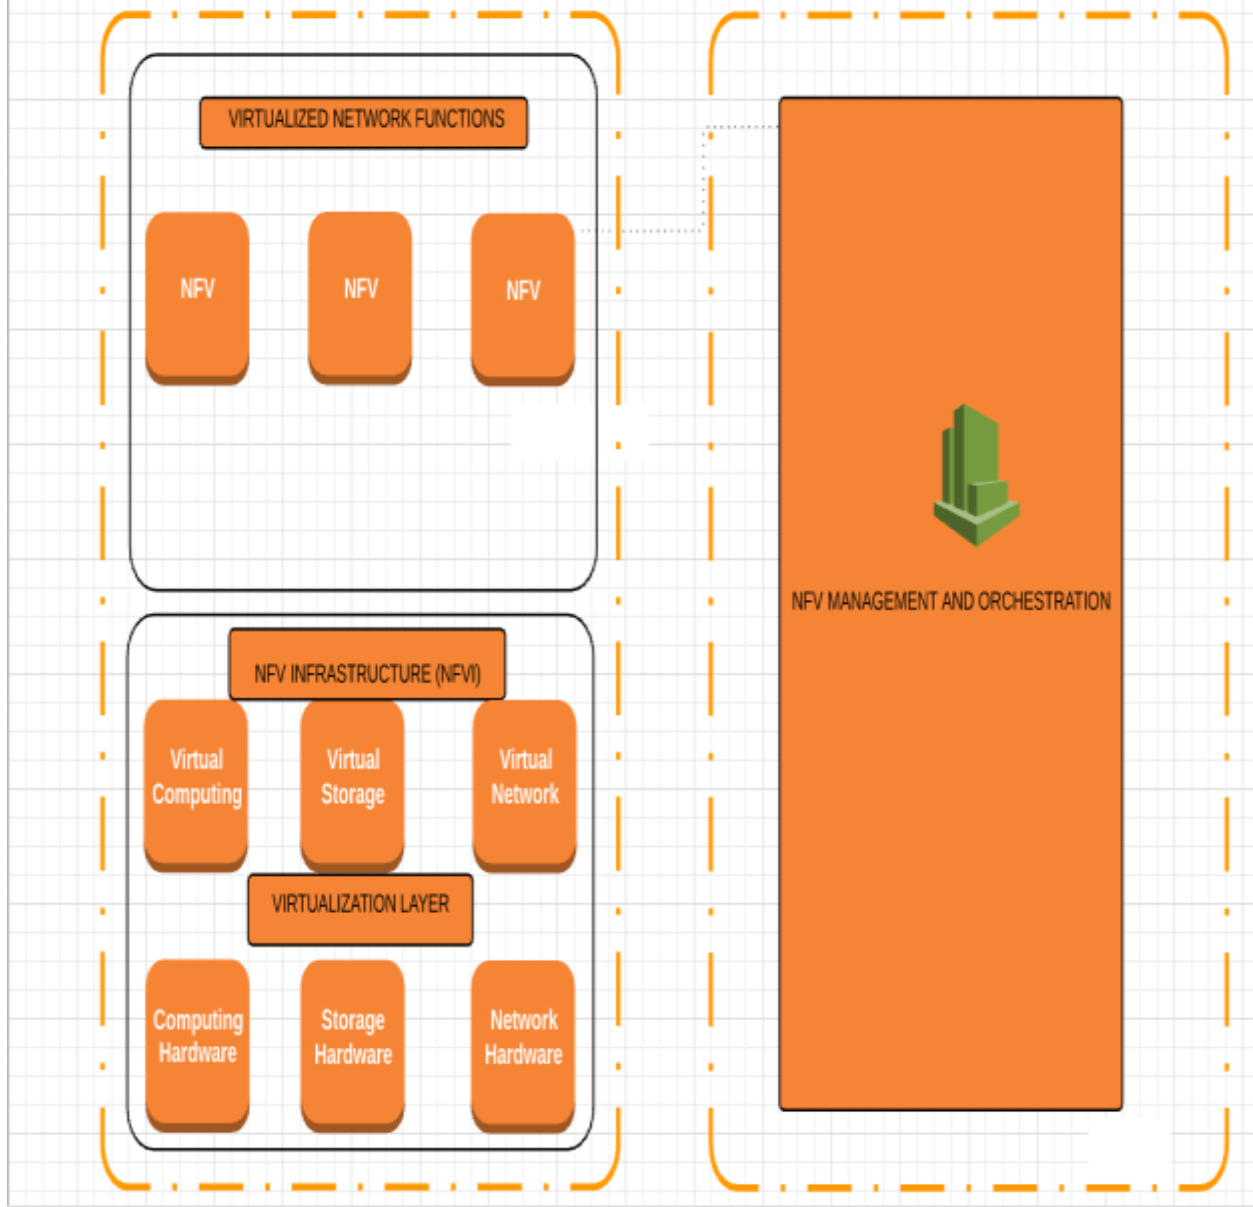 VIRTUALIZED NETWORK FUNCTIONS
NFV
NFV
NFV
NFV INFRASTRUCTURE (NFVI)
Virtual
Computing
Virtual
Storage
Virtual
Network
VIRTUALIZATION LAYER
Computing
Hardware
Storage
Hardware
Network
Hardware
NFV MANAGEMENT AND ORCHESTRATION